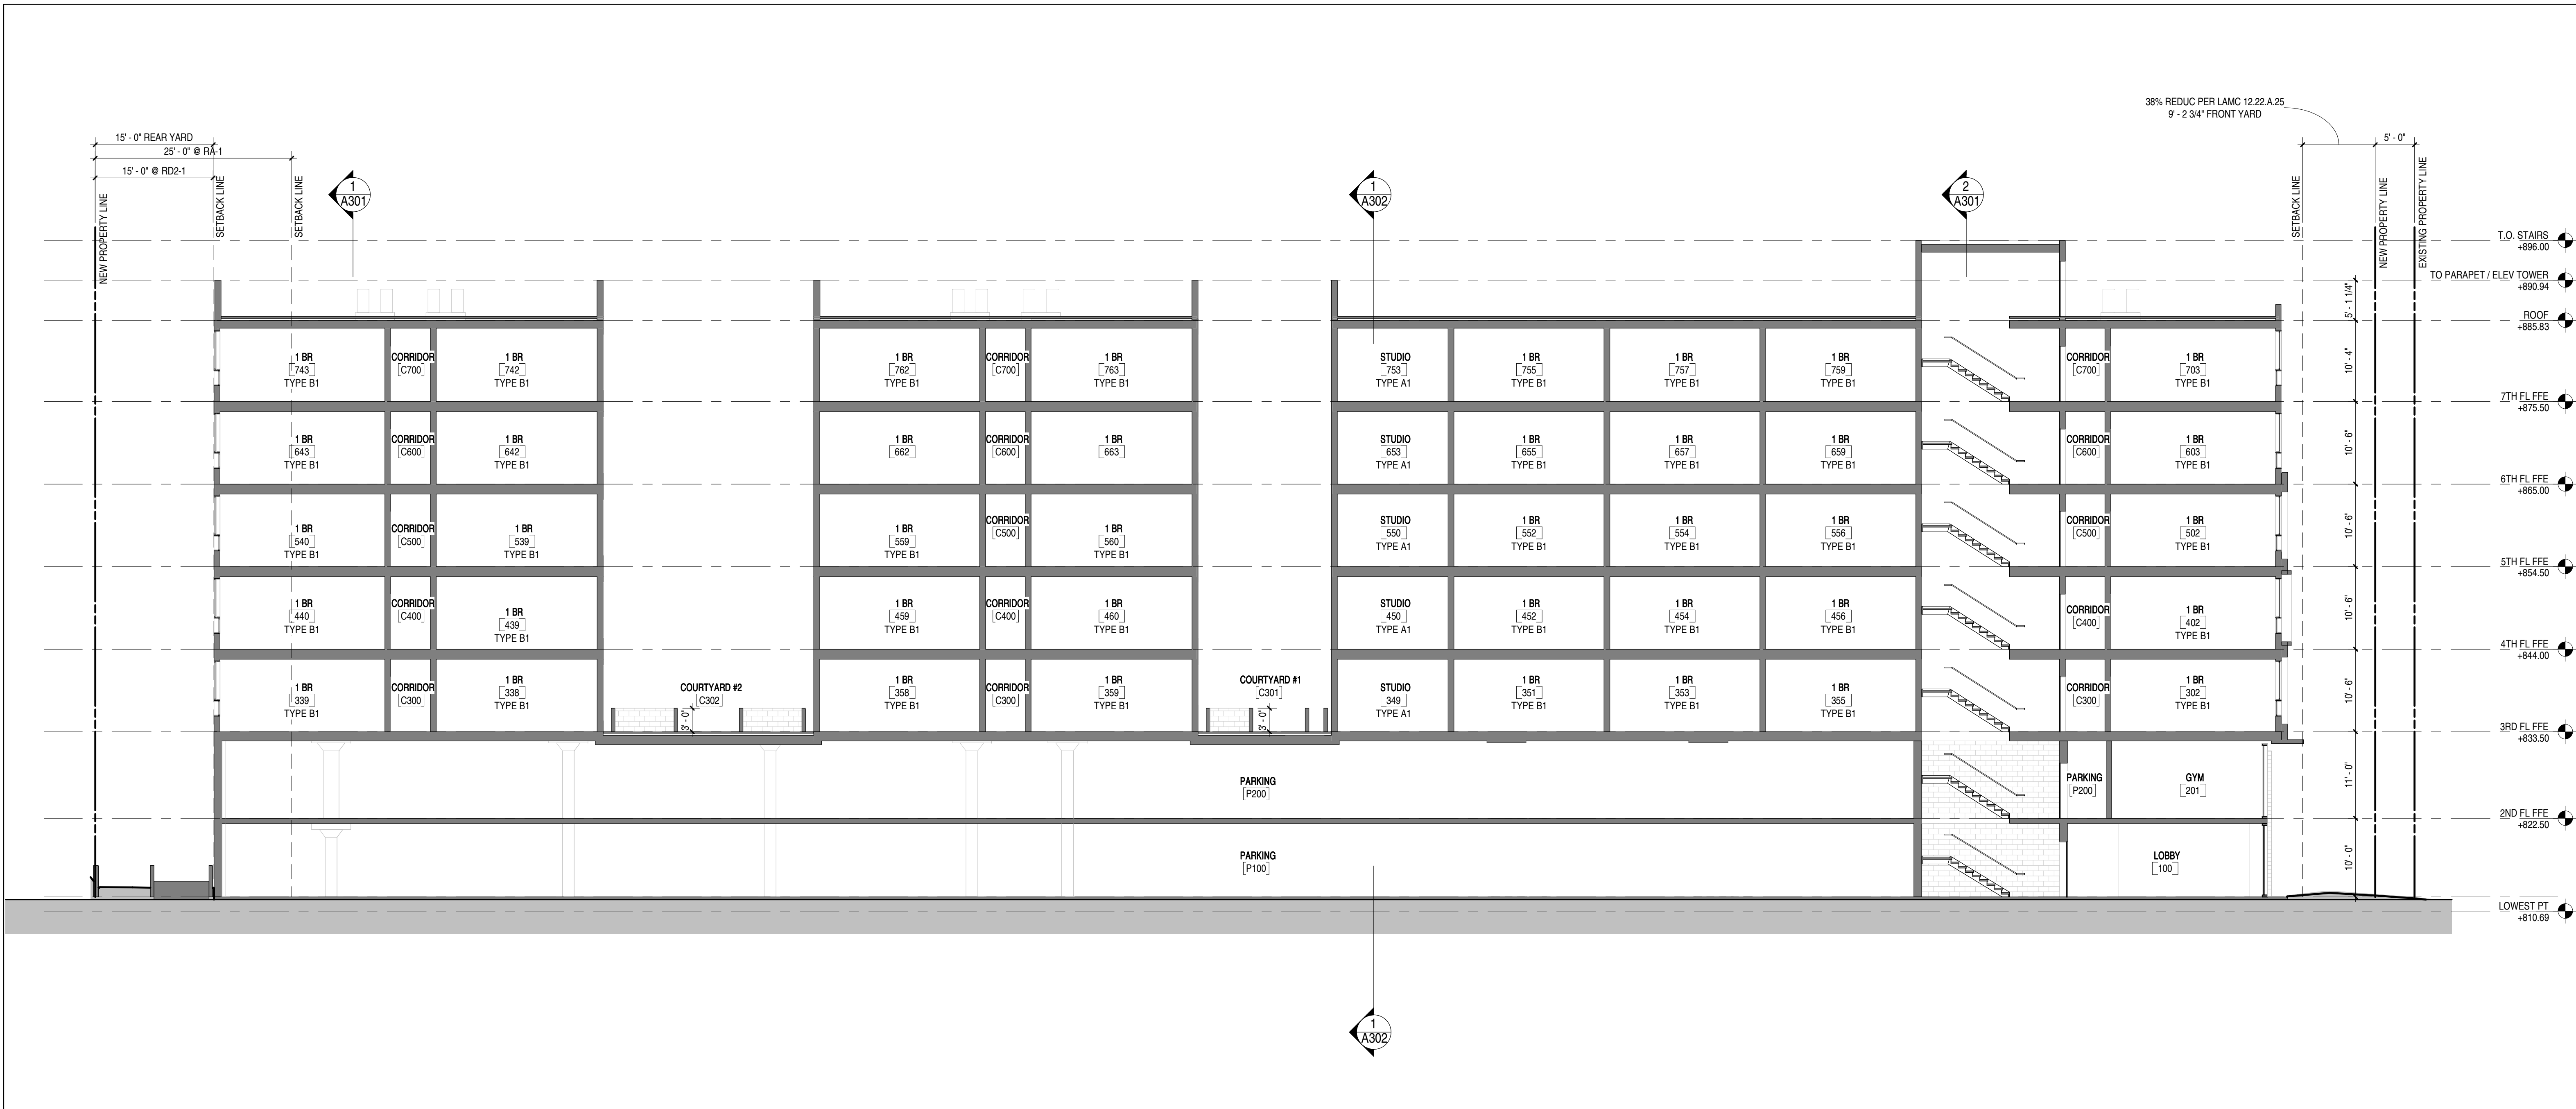 38% REDUC PER LAMC 12.22.A.25
9' - 2 3/4" FRONT YARD
15' - 0" REAR YARD
5' - 0"
25' - 0" @ RA-1
15' - 0" @ RD2-1
NEW PROPERTY LINE
SETBACK LINE
SETBACK LINE
1
A301
1
A302
2
A301
SETBACK LINE
NEW PROPERTY LINE
EXISTING PROPERTY LINE
T.O. STAIRS
+896.00
TO PARAPET / ELEV TOWER
+890.94
5' - 1 1/4"
ROOF
+885.83
1 BR
743
TYPE B1
CORRIDOR
C700
1 BR
742
TYPE B1
1 BR
762
TYPE B1
CORRIDOR
C700
1 BR
763
TYPE B1
STUDIO
753
TYPE A1
1 BR
755
TYPE B1
1 BR
757
TYPE B1
1 BR
759
TYPE B1
CORRIDOR
C700
1 BR
703
TYPE B1
10' - 4"
7TH FL FFE
+875.50
1 BR
643
TYPE B1
CORRIDOR
C600
1 BR
642
TYPE B1
1 BR
662
CORRIDOR
C600
1 BR
663
STUDIO
653
TYPE A1
1 BR
655
TYPE B1
1 BR
657
TYPE B1
1 BR
659
TYPE B1
CORRIDOR
C600
1 BR
603
TYPE B1
10' - 6"
6TH FL FFE
+865.00
1 BR
540
TYPE B1
CORRIDOR
C500
1 BR
539
TYPE B1
1 BR
559
TYPE B1
CORRIDOR
C500
1 BR
560
TYPE B1
STUDIO
550
TYPE A1
1 BR
552
TYPE B1
1 BR
554
TYPE B1
1 BR
556
TYPE B1
CORRIDOR
C500
1 BR
502
TYPE B1
10' - 6"
5TH FL FFE
+854.50
1 BR
440
TYPE B1
CORRIDOR
C400
1 BR
439
TYPE B1
1 BR
459
TYPE B1
CORRIDOR
C400
1 BR
460
TYPE B1
STUDIO
450
TYPE A1
1 BR
452
TYPE B1
1 BR
454
TYPE B1
1 BR
456
TYPE B1
CORRIDOR
C400
1 BR
402
TYPE B1
10' - 6"
4TH FL FFE
+844.00
1 BR
339
TYPE B1
CORRIDOR
C300
1 BR
338
TYPE B1
COURTYARD #2
C302
3' - 0"
1 BR
358
TYPE B1
CORRIDOR
C300
1 BR
359
TYPE B1
COURTYARD #1
C301
3' - 0"
STUDIO
349
TYPE A1
1 BR
351
TYPE B1
1 BR
353
TYPE B1
1 BR
355
TYPE B1
CORRIDOR
C300
1 BR
302
TYPE B1
10' - 6"
3RD FL FFE
+833.50
PARKING
P200
PARKING
P200
GYM
201
11' - 0"
2ND FL FFE
+822.50
PARKING
P100
LOBBY
100
10' - 0"
LOWEST PT
+810.69
1
A302